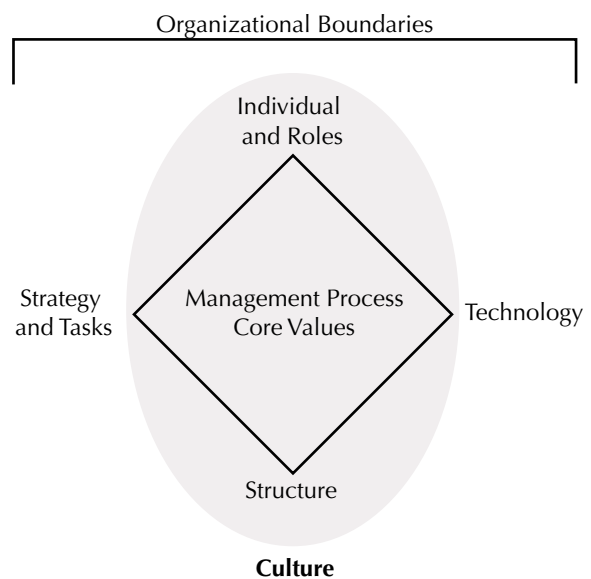 Organizational Boundaries
Individual
and Roles
Strategy
and Tasks
Management Process
Core Values
Technology
Structure
Culture